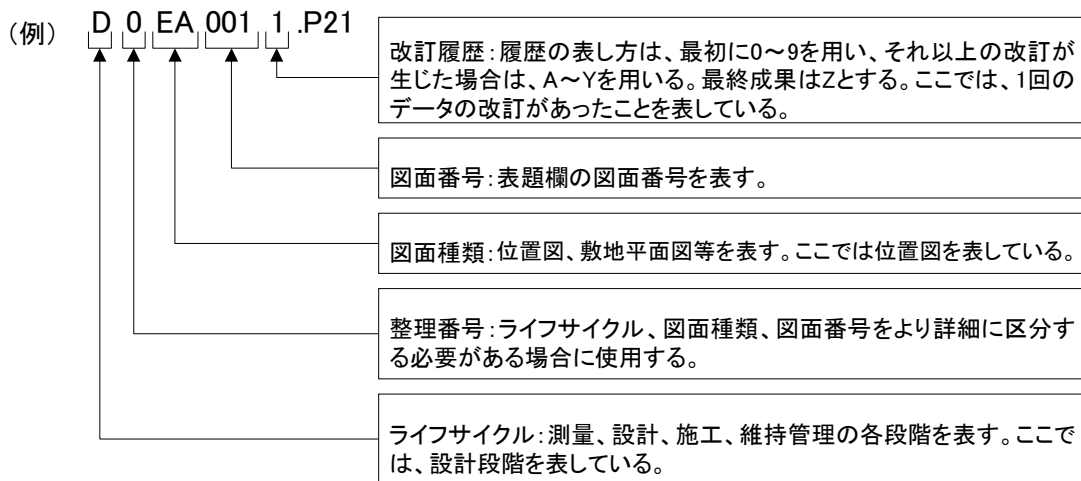 （例） D 0 EA 001 1 .P21
改訂履歴：履歴の表し方は、最初に0～9を用い、それ以上の改訂が
生じた場合は、A～Yを用いる。最終成果はZとする。ここでは、1回の
データの改訂があったことを表している。
図面番号：表題欄の図面番号を表す。
図面種類：位置図、敷地平面図等を表す。ここでは位置図を表している。
整理番号：ライフサイクル、図面種類、図面番号をより詳細に区分す
る必要がある場合に使用する。
ライフサイクル：測量、設計、施工、維持管理の各段階を表す。ここで
は、設計段階を表している。